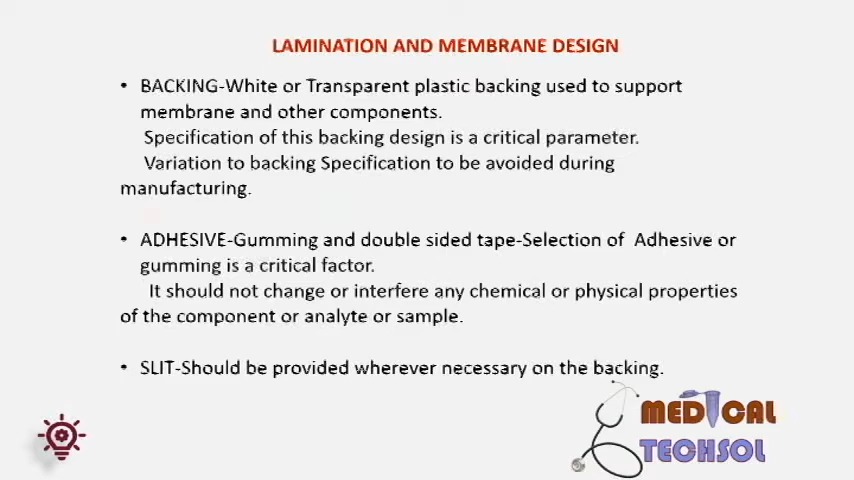 LAMINATION AND MEMBRANE DESIGN
• BACKING-White or Transparent plastic backing used to support
membrane and other components.
Specification of this backing design is a critical parameter.
Variation to backing Specification to be avoided during
manufacturing.
• ADHESIVE-Gumming and double sided tape-Selection of Adhesive or
gumming is a critical factor.
It should not change or interfere any chemical or physical properties
of the component or analyte or sample.
• SLIT-Should be provided wherever necessary on the backing.
MEDICAL
TECHSOL